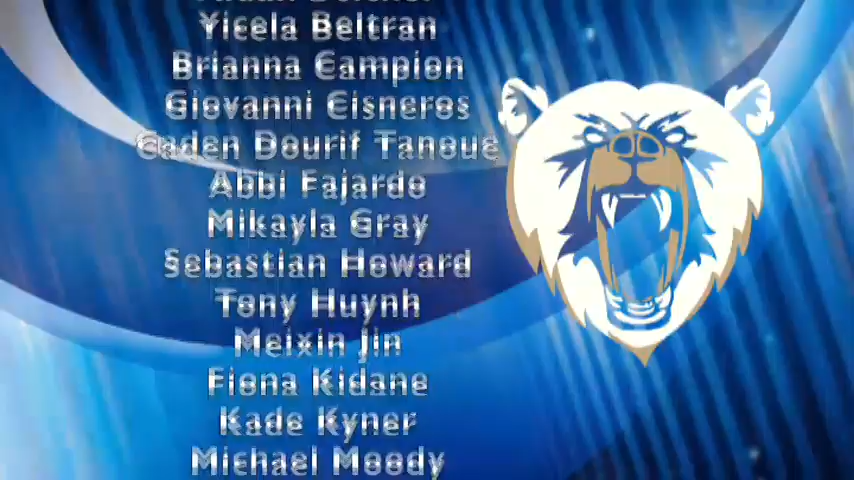 Yicela Beltran
Brianna Campion
Giovanni Cisneros
Caden Dourif Tanoue
Abbi Fajardo
Mikayla Gray
Sebastian Howard
Tony Huynh
Meixin Jin
Fiona Kidane
Kade Kyner
Michael Moody